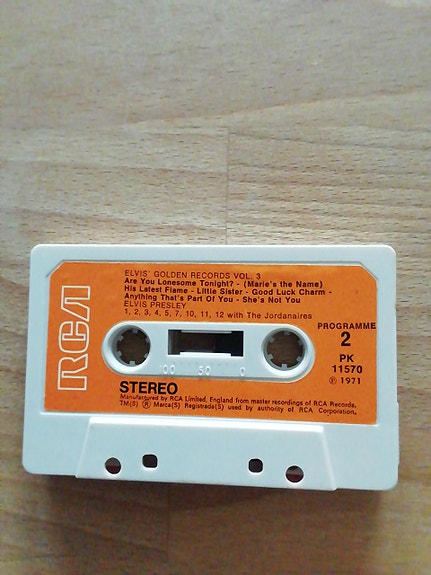 RCA
ELVIS' GOLDEN RECORDS VOL. 3
Are You Lonesome Tonight? - (Marie's the Name)
His Latest Flame - Little Sister - Good Luck Charm -
Anything That's Part Of You - She's Not You
ELVIS PRESLEY
1, 2, 3, 4, 5, 7, 10, 11, 12 with The Jordanaires
PROGRAMME
2
PK
11570
Ⓟ 1971
100 50 0
STEREO
Manufactured by RCA Limited, England from master recordings of RCA Records.
TM(S) ® Marca(S) Registrada(S) used by authority of RCA Corporation.